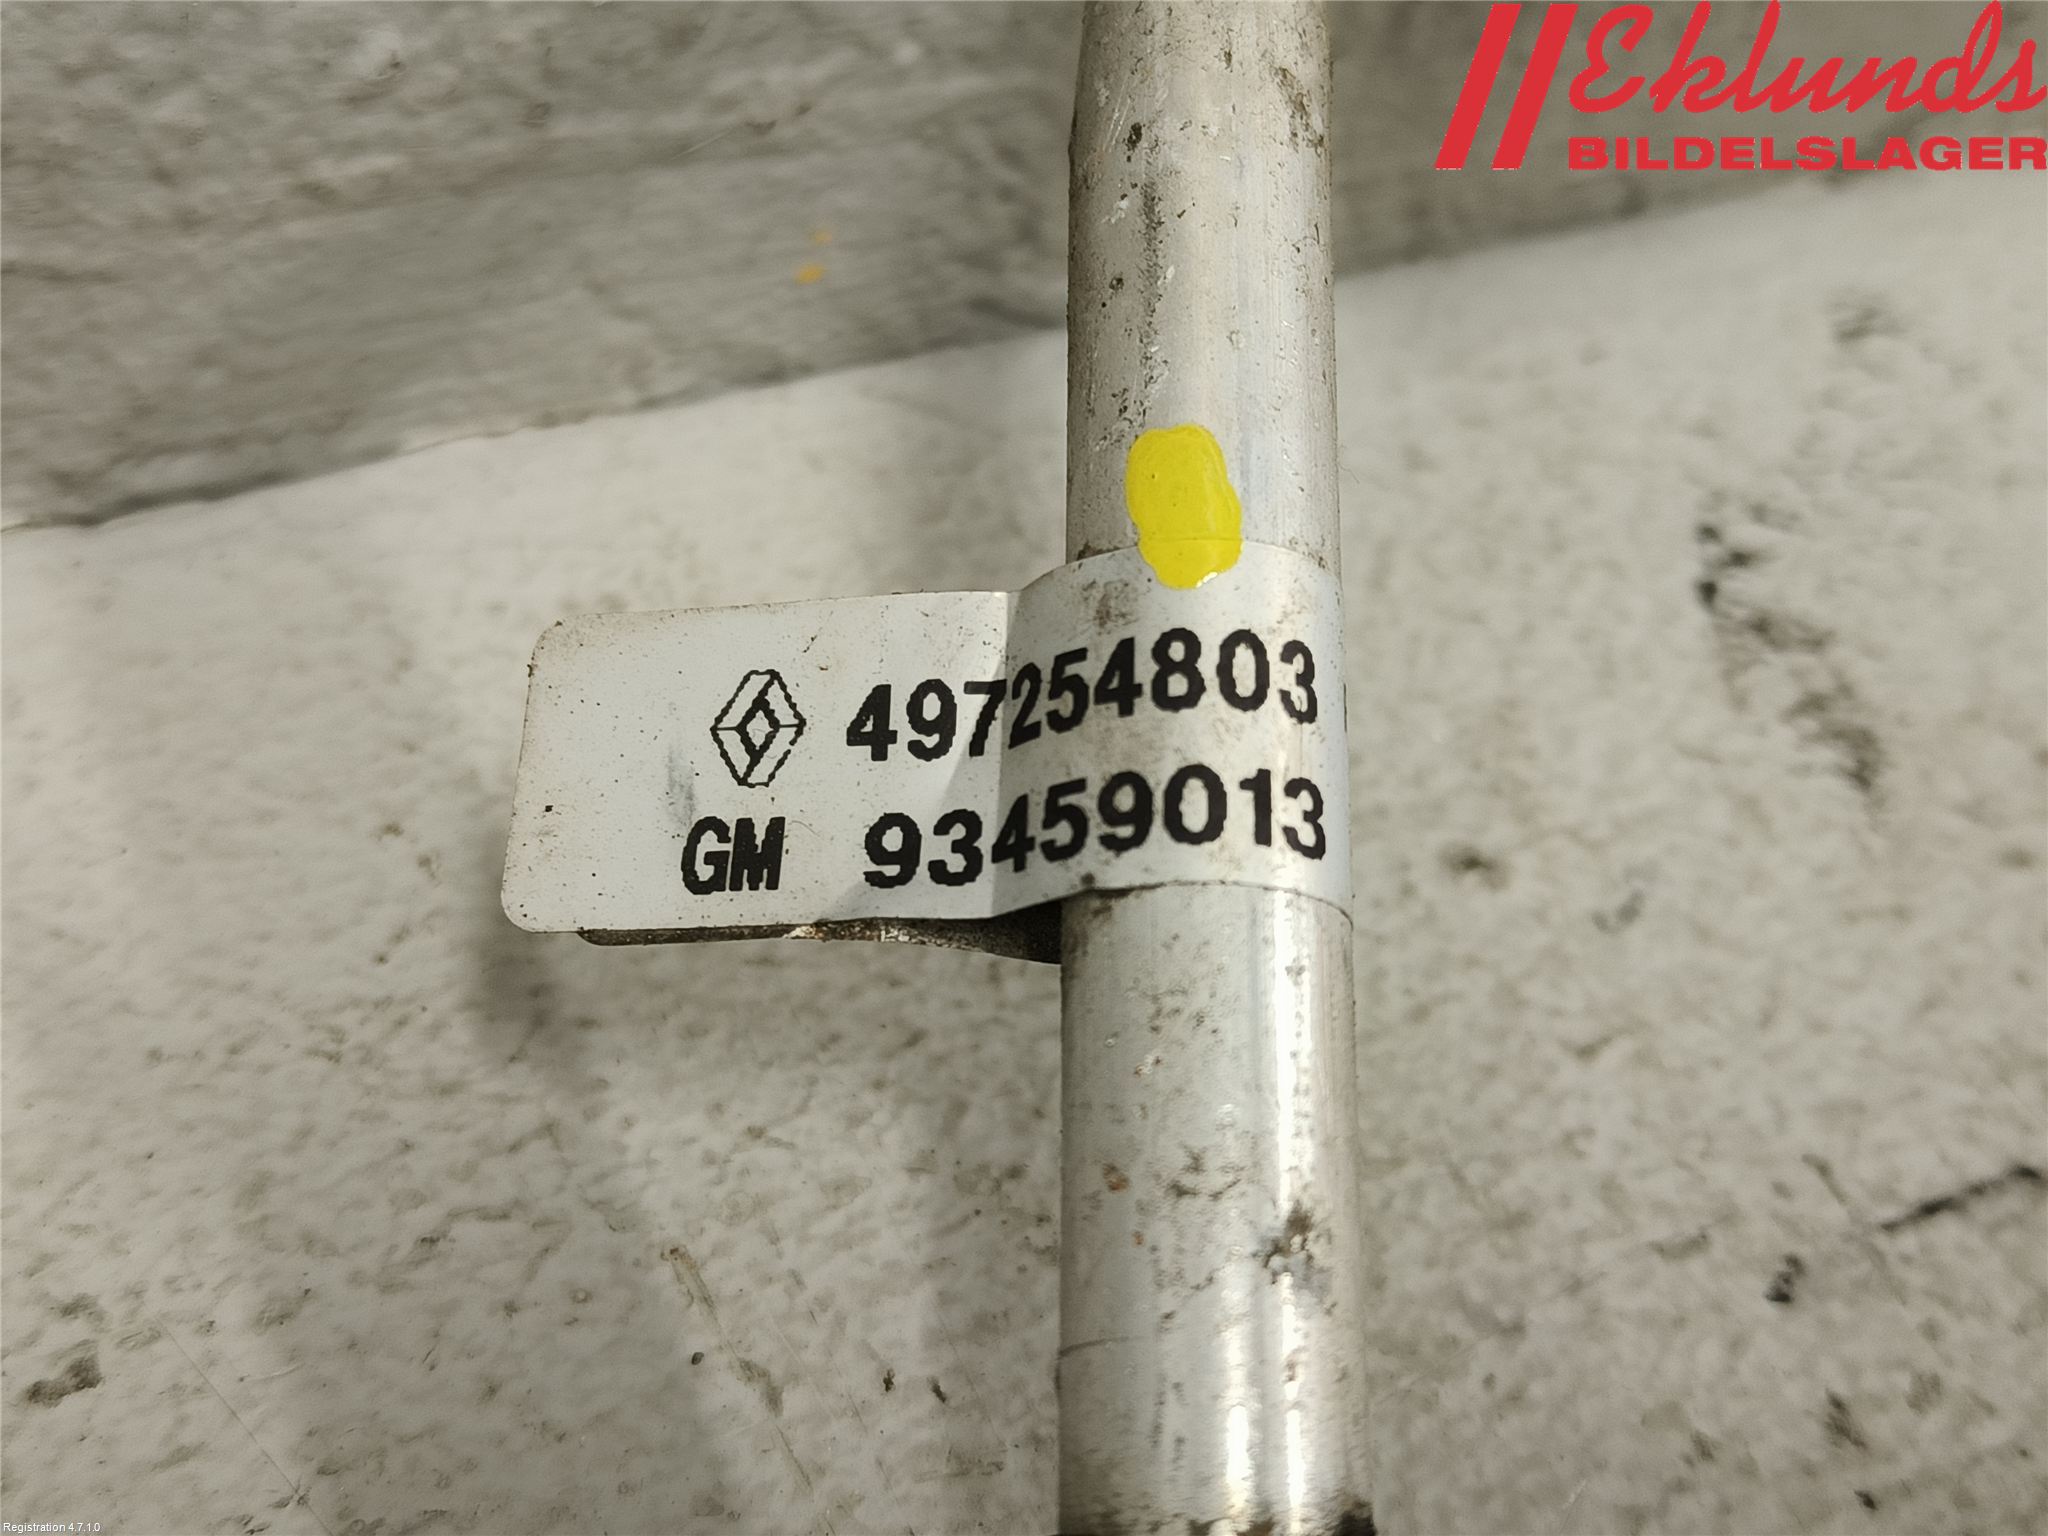 Eklunds
BILDELSLAGER
497254803
GM 93459013
Registration 4.7.1.0